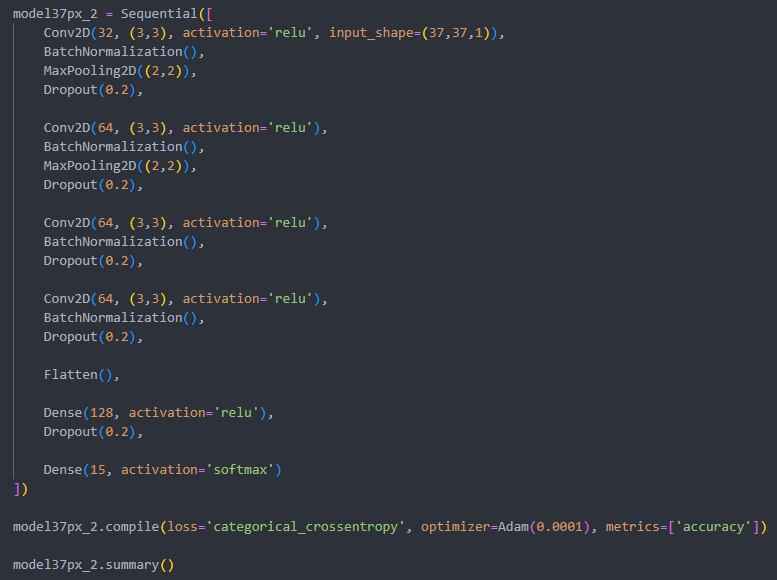 model37px_2 = Sequential([
    Conv2D(32, (3,3), activation='relu', input_shape=(37,37,1)),
    BatchNormalization(),
    MaxPooling2D((2,2)),
    Dropout(0.2),

    Conv2D(64, (3,3), activation='relu'),
    BatchNormalization(),
    MaxPooling2D((2,2)),
    Dropout(0.2),

    Conv2D(64, (3,3), activation='relu'),
    BatchNormalization(),
    Dropout(0.2),

    Conv2D(64, (3,3), activation='relu'),
    BatchNormalization(),
    Dropout(0.2),

    Flatten(),

    Dense(128, activation='relu'),
    Dropout(0.2),

    Dense(15, activation='softmax')
])

model37px_2.compile(loss='categorical_crossentropy', optimizer=Adam(0.0001), metrics=['accuracy'])

model37px_2.summary()